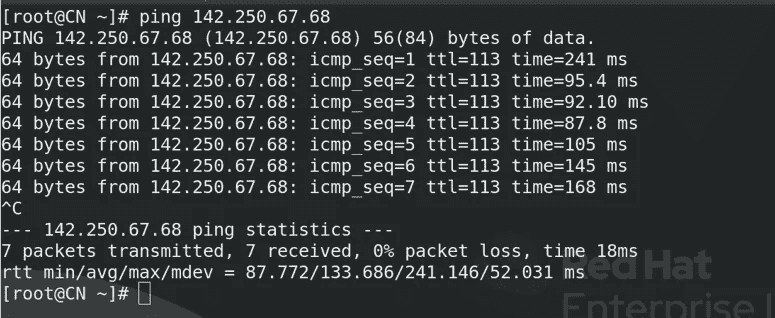 [root@CN ~]# ping 142.250.67.68
PING 142.250.67.68 (142.250.67.68) 56(84) bytes of data.
64 bytes from 142.250.67.68: icmp_seq=1 ttl=113 time=241 ms
64 bytes from 142.250.67.68: icmp_seq=2 ttl=113 time=95.4 ms
64 bytes from 142.250.67.68: icmp_seq=3 ttl=113 time=92.10 ms
64 bytes from 142.250.67.68: icmp_seq=4 ttl=113 time=87.8 ms
64 bytes from 142.250.67.68: icmp_seq=5 ttl=113 time=105 ms
64 bytes from 142.250.67.68: icmp_seq=6 ttl=113 time=145 ms
64 bytes from 142.250.67.68: icmp_seq=7 ttl=113 time=168 ms
^C
--- 142.250.67.68 ping statistics ---
7 packets transmitted, 7 received, 0% packet loss, time 18ms
rtt min/avg/max/mdev = 87.772/133.686/241.146/52.031 ms
[root@CN ~]#
Red Hat
Enterprise